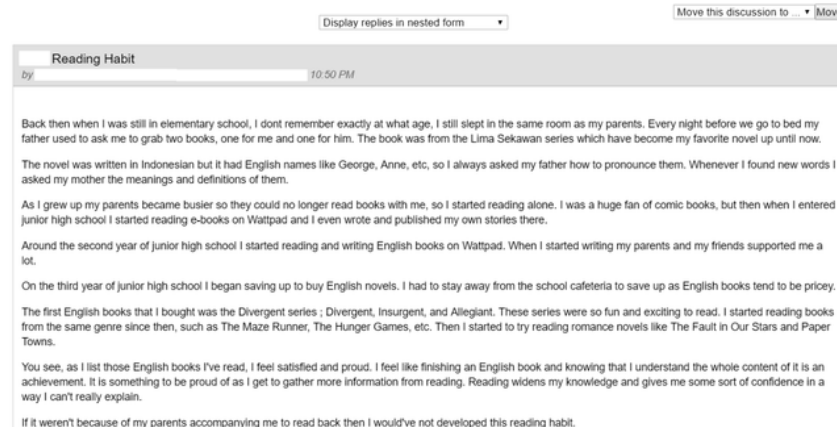 Move this discussion to ...
Move
Display replies in nested form
Reading Habit
by
10:50 PM
Back then when I was still in elementary school, I dont remember exactly at what age, I still slept in the same room as my parents. Every night before we go to bed my
father used to ask me to grab two books, one for me and one for him. The book was from the Lima Sekawan series which have become my favorite novel up until now.
The novel was written in Indonesian but it had English names like George, Anne, etc, so I always asked my father how to pronounce them. Whenever I found new words I
asked my mother the meanings and definitions of them.
As I grew up my parents became busier so they could no longer read books with me, so I started reading alone. I was a huge fan of comic books, but then when I entered
junior high school I started reading e-books on Wattpad and I even wrote and published my own stories there.
Around the second year of junior high school I started reading and writing English books on Wattpad. When I started writing my parents and my friends supported me a
lot.
On the third year of junior high school I began saving up to buy English novels. I had to stay away from the school cafeteria to save up as English books tend to be pricey.
The first English books that I bought was the Divergent series ; Divergent, Insurgent, and Allegiant. These series were so fun and exciting to read. I started reading books
from the same genre since then, such as The Maze Runner, The Hunger Games, etc. Then I started to try reading romance novels like The Fault in Our Stars and Paper
Towns.
You see, as I list those English books I've read, I feel satisfied and proud. I feel like finishing an English book and knowing that I understand the whole content of it is an
achievement. It is something to be proud of as I get to gather more information from reading. Reading widens my knowledge and gives me some sort of confidence in a
way I can't really explain.
If it weren't because of my parents accompanying me to read back then I would've not developed this reading habit.